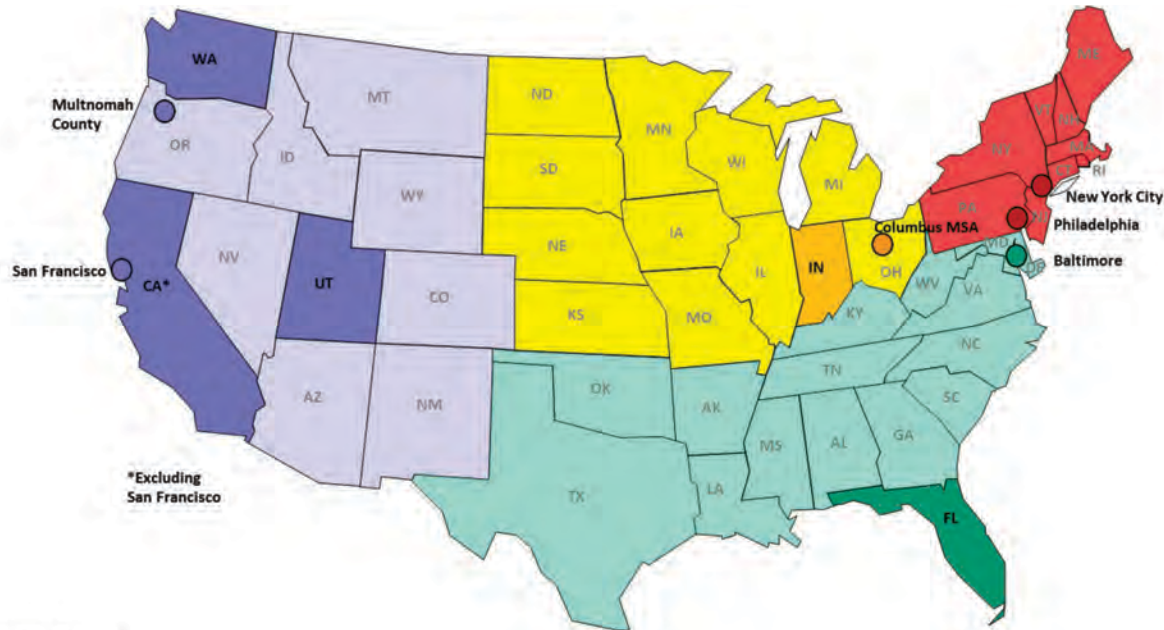 WA
ME
Multnomah
County
MT
ND
MN
VT
NH
OR
ID
SD
WI
NY
MA
MI
CT
RI
WY
New York City
PA
NJ
Philadelphia
Columbus MSA
NE
IA
MD
Baltimore
San Francisco
NV
UT
CA*
CO
IL
IN
OH
DE
WV
VA
KS
MO
KY
NC
TN
AZ
NM
OK
AK
SC
MS
AL
GA
*Excluding
San Francisco
TX
LA
FL